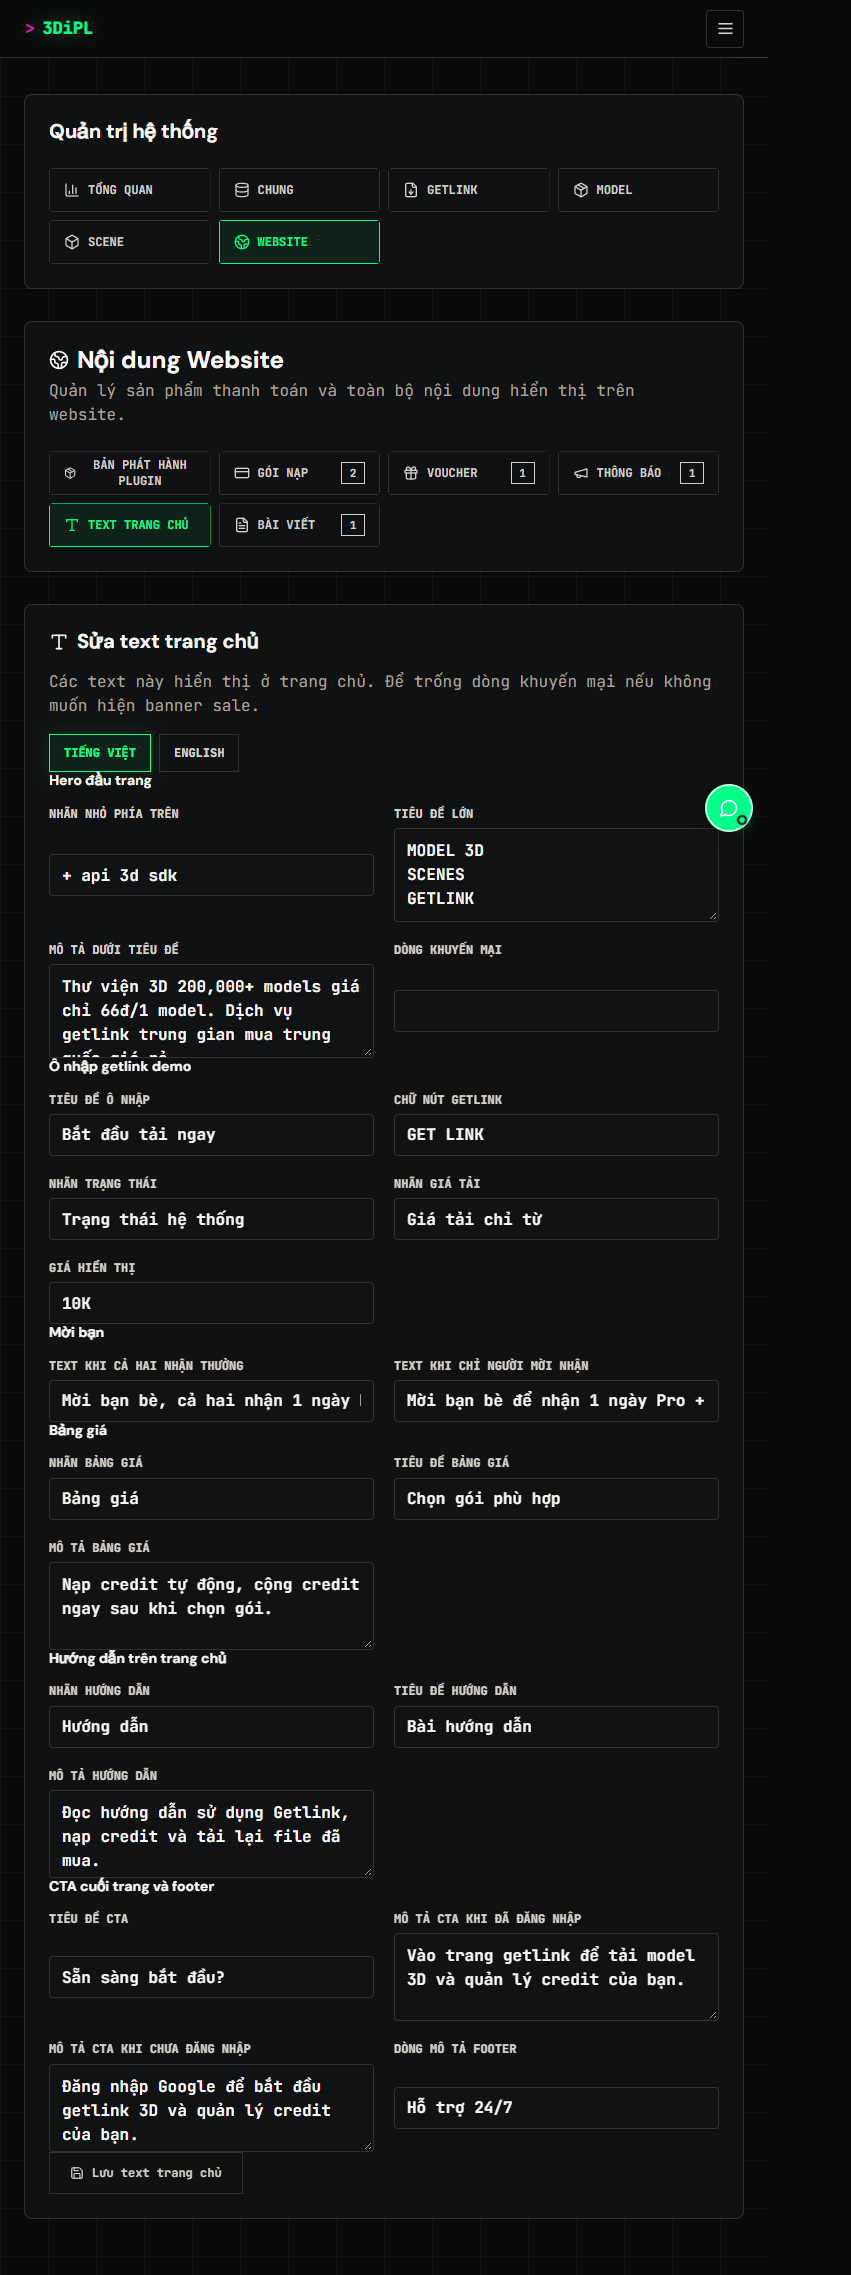 > 3DiPL
Quản trị hệ thống
TỔNG QUAN
CHUNG
GETLINK
MODEL
SCENE
WEBSITE
Nội dung Website
Quản lý sản phẩm thanh toán và toàn bộ nội dung hiển thị trên
website.
BẢN PHÁT HÀNH
PLUGIN
GÓI NẠP 2
VOUCHER 1
THÔNG BÁO 1
TEXT TRANG CHỦ
BÀI VIẾT 1
Sửa text trang chủ
Các text này hiển thị ở trang chủ. Để trống dòng khuyến mại nếu không
muốn hiện banner sale.
TIẾNG VIỆT
ENGLISH
Hero đầu trang
NHÃN NHỎ PHÍA TRÊN
+ api 3d sdk
TIÊU ĐỀ LỚN
MODEL 3D
SCENES
GETLINK
MÔ TẢ DƯỚI TIÊU ĐỀ
Thư viện 3D 200,000+ models giá
chỉ 66đ/1 model. Dịch vụ
getlink trung gian mua trung
quốc giá rẻ
DÒNG KHUYẾN MẠI
Ô nhập getlink demo
TIÊU ĐỀ Ô NHẬP
Bắt đầu tải ngay
CHỮ NÚT GETLINK
GET LINK
NHÃN TRẠNG THÁI
Trạng thái hệ thống
NHÃN GIÁ TẢI
Giá tải chỉ từ
GIÁ HIỂN THỊ
10K
Mời bạn
TEXT KHI CẢ HAI NHẬN THƯỞNG
Mời bạn bè, cả hai nhận 1 ngày
TEXT KHI CHỈ NGƯỜI MỜI NHẬN
Mời bạn bè để nhận 1 ngày Pro +
Bảng giá
NHÃN BẢNG GIÁ
Bảng giá
TIÊU ĐỀ BẢNG GIÁ
Chọn gói phù hợp
MÔ TẢ BẢNG GIÁ
Nạp credit tự động, cộng credit
ngay sau khi chọn gói.
Hướng dẫn trên trang chủ
NHÃN HƯỚNG DẪN
Hướng dẫn
TIÊU ĐỀ HƯỚNG DẪN
Bài hướng dẫn
MÔ TẢ HƯỚNG DẪN
Đọc hướng dẫn sử dụng Getlink,
nạp credit và tải lại file đã
mua.
CTA cuối trang và footer
TIÊU ĐỀ CTA
Sẵn sàng bắt đầu?
MÔ TẢ CTA KHI ĐÃ ĐĂNG NHẬP
Vào trang getlink để tải model
3D và quản lý credit của bạn.
MÔ TẢ CTA KHI CHƯA ĐĂNG NHẬP
Đăng nhập Google để bắt đầu
getlink 3D và quản lý credit
của bạn.
DÒNG MÔ TẢ FOOTER
Hỗ trợ 24/7
Lưu text trang chủ